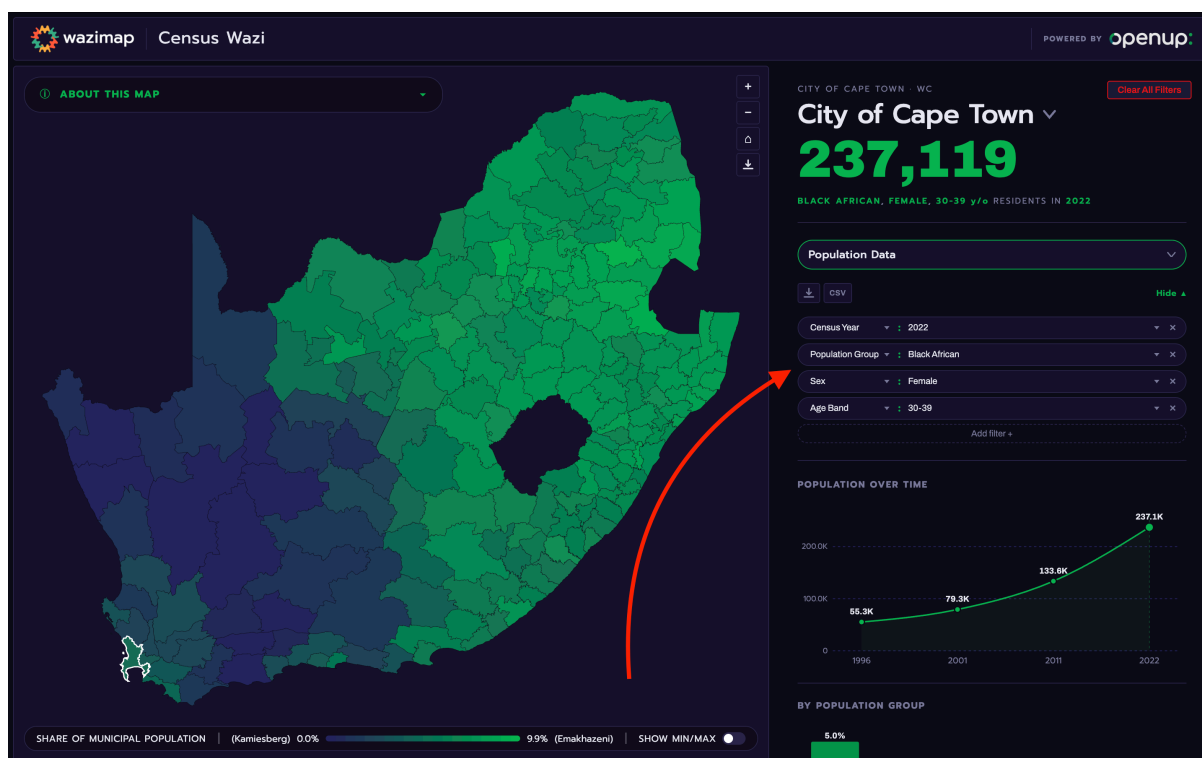 wazimap Census Wazi
POWERED BY openup:
ABOUT THIS MAP
+
−
CITY OF CAPE TOWN · WC
Clear All Filters
City of Cape Town
237,119
BLACK AFRICAN, FEMALE, 30-39 y/o RESIDENTS IN 2022
Population Data
CSV
Hide ▲
Census Year : 2022
Population Group : Black African
Sex : Female
Age Band : 30-39
Add filter +
POPULATION OVER TIME
237.1K
200.0K
133.6K
100.0K
79.3K
55.3K
0
1996 2001 2011 2022
BY POPULATION GROUP
5.0%
SHARE OF MUNICIPAL POPULATION | (Kamiesberg) 0.0% 9.9% (Emakhazeni) | SHOW MIN/MAX